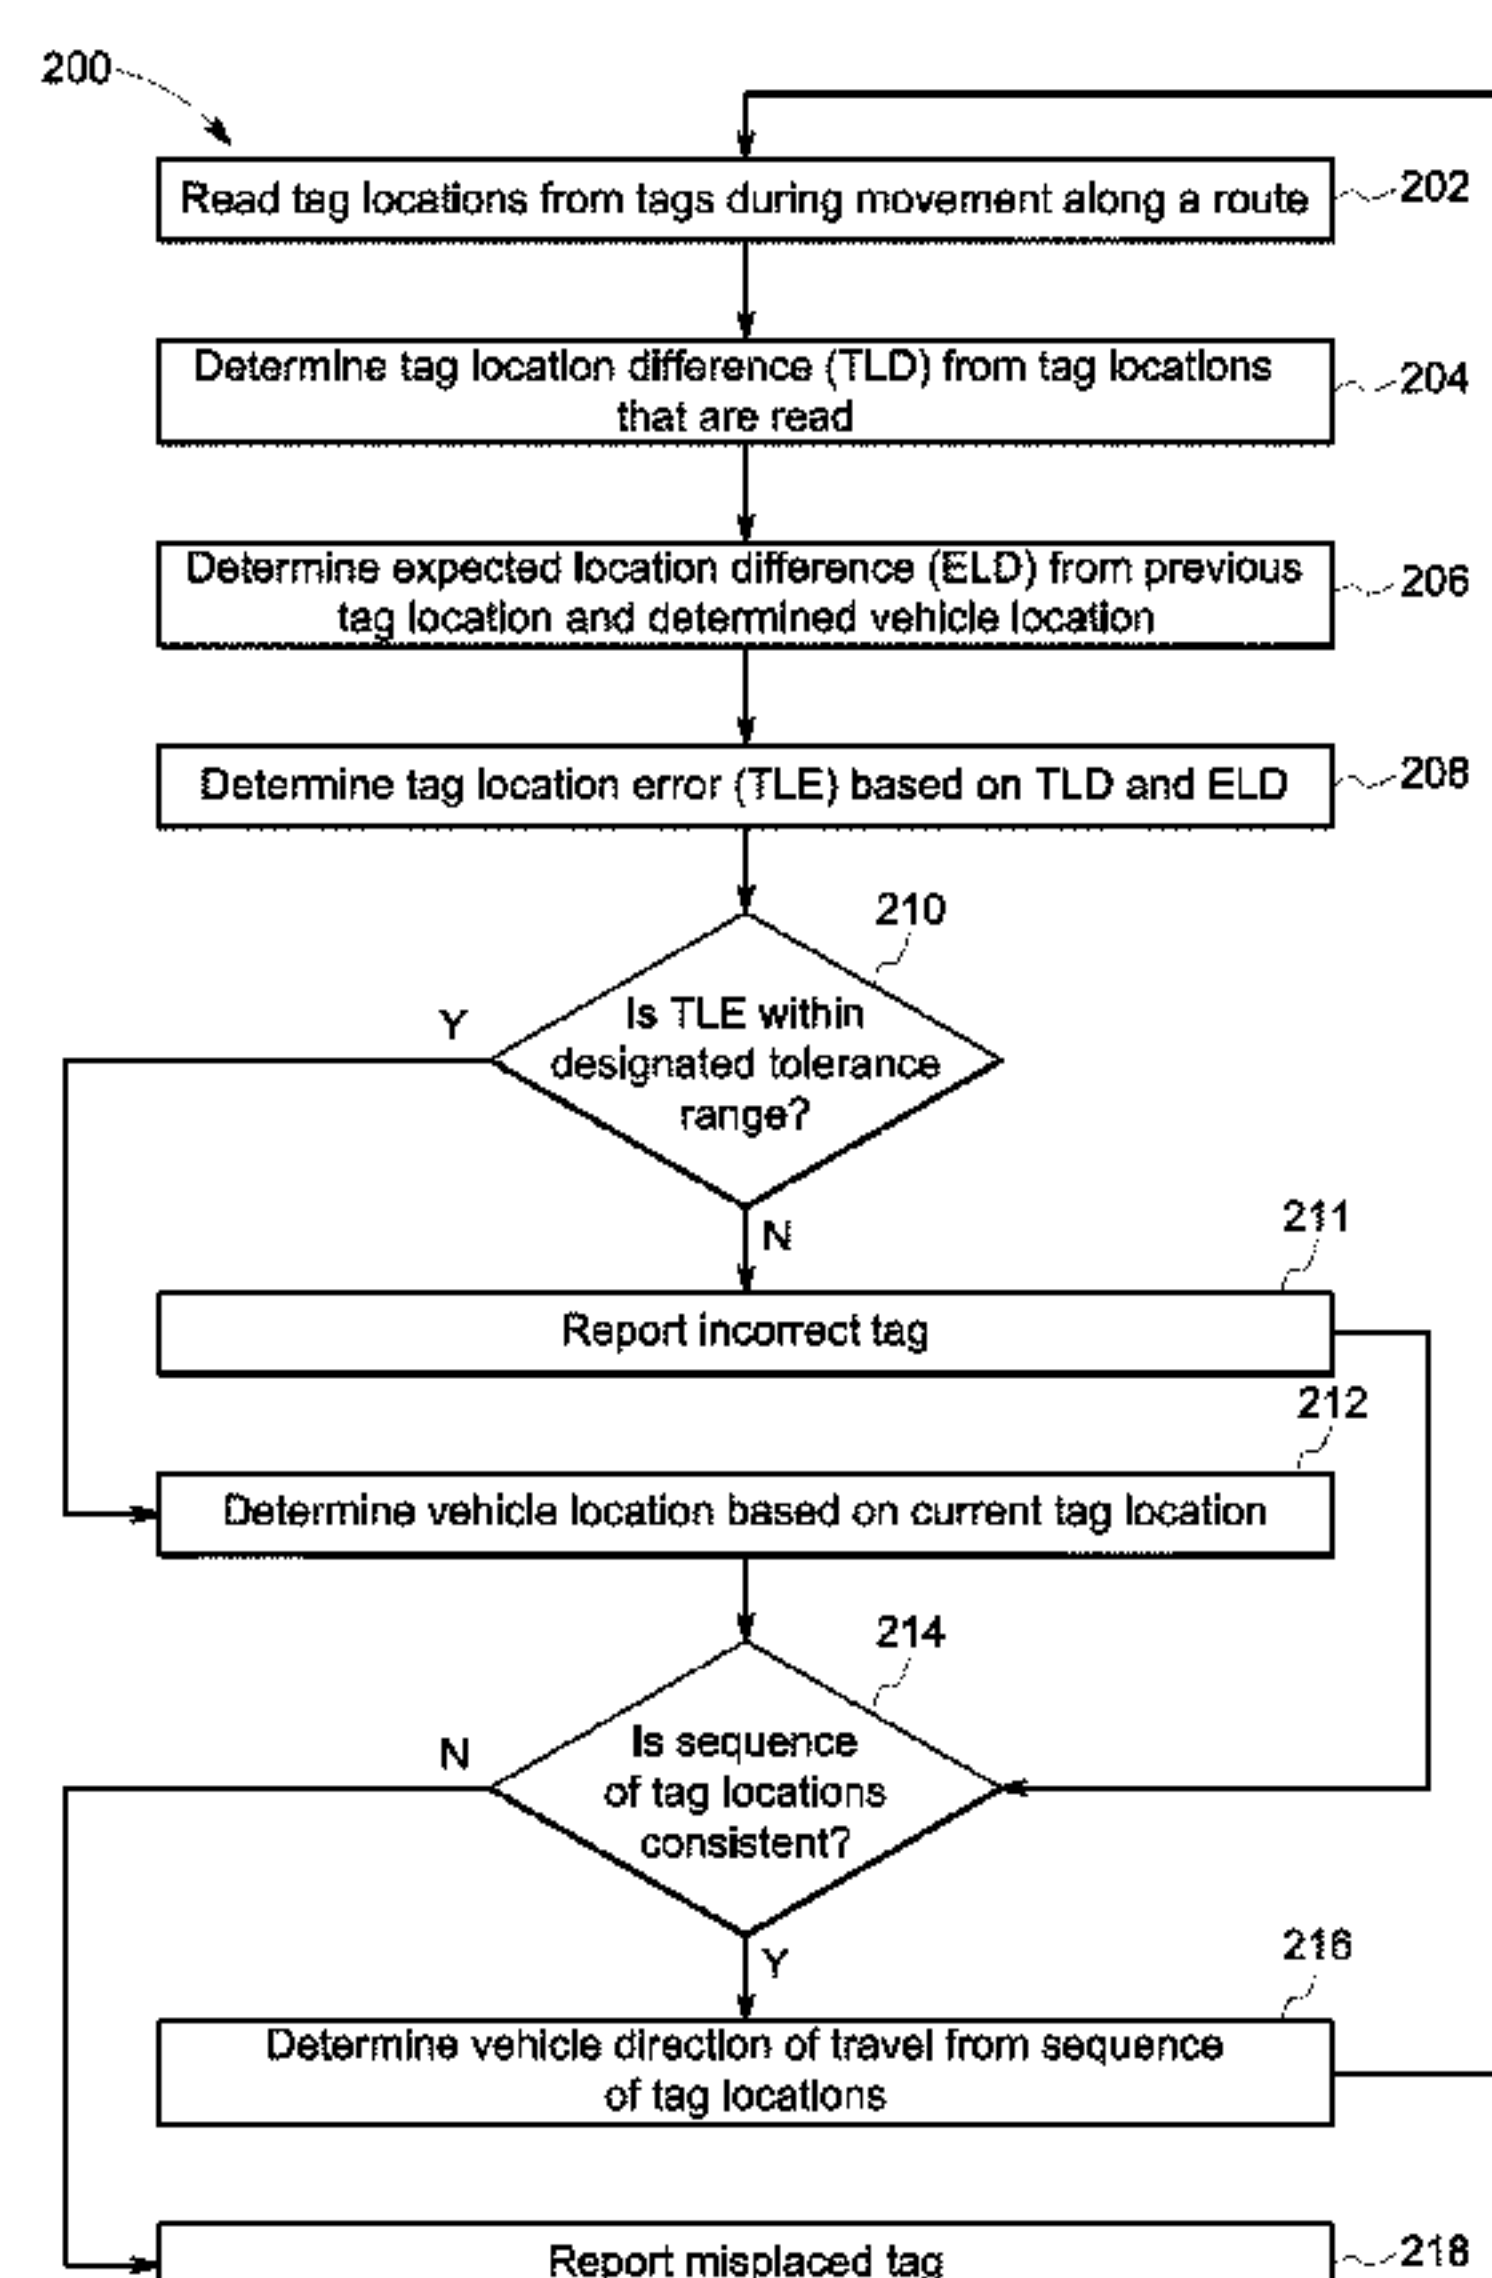 200
Read tag locations from tags during movement along a route
202
Determine tag location difference (TLD) from tag locations
that are read
204
Determine expected location difference (ELD) from previous
tag location and determined vehicle location
206
Determine tag location error (TLE) based on TLD and ELD
208
210
Is TLE within
designated tolerance
range?
Y
N
211
Report incorrect tag
212
Determine vehicle location based on current tag location
214
Is sequence
of tag locations
consistent?
N
Y
216
Determine vehicle direction of travel from sequence
of tag locations
Report misplaced tag
218